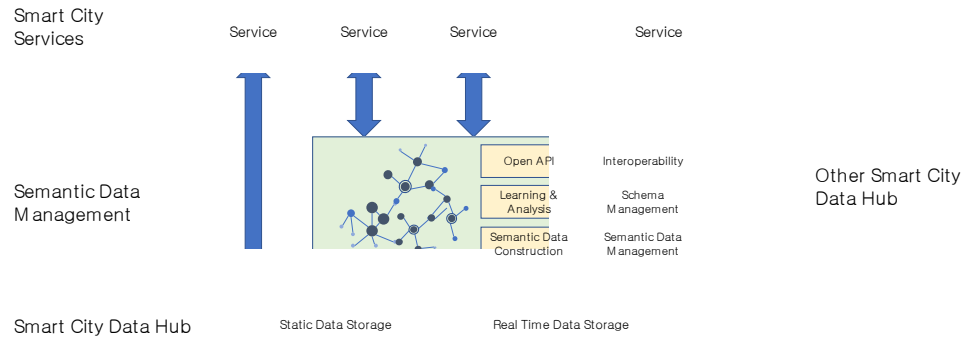 Smart City
Services
Service
Service
Service
Service
Open API
Interoperability
Semantic Data
Management
Learning &
Analysis
Schema
Management
Other Smart City
Data Hub
Semantic Data
Construction
Semantic Data
Management
Smart City Data Hub
Static Data Storage
Real Time Data Storage